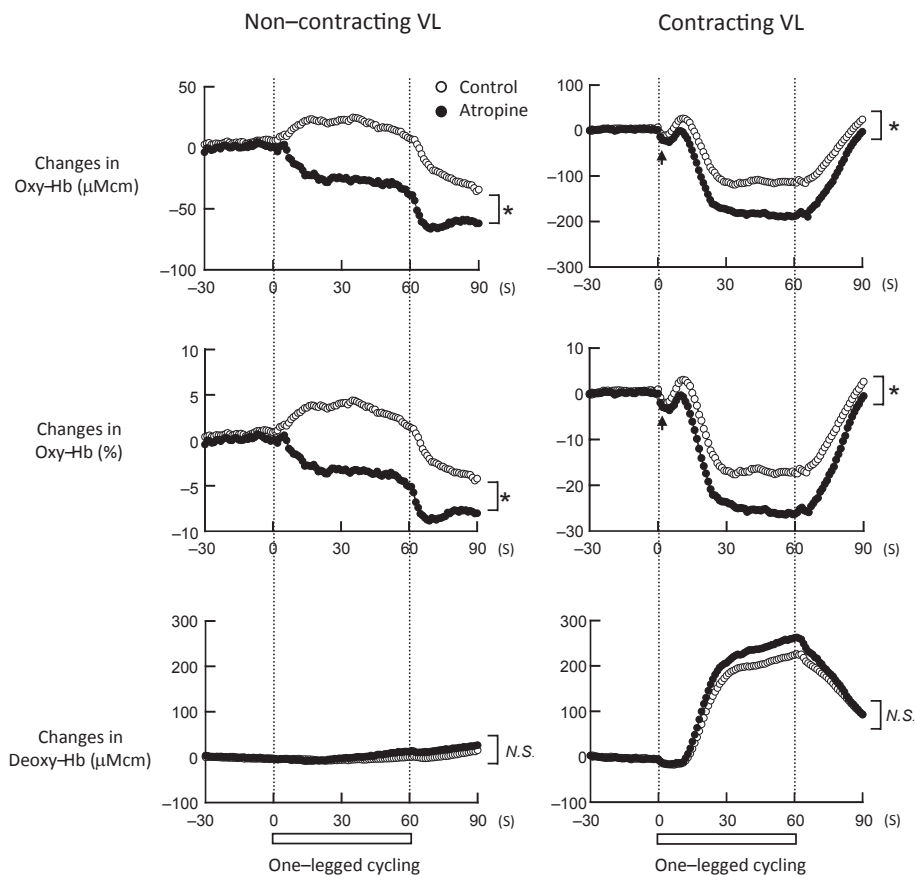 Non–contracting VL
Contracting VL
Control
Atropine
Changes in
Oxy–Hb (μMcm)
50
0
−50
−100
−30 0 30 60 90 (S)
*
100
0
−100
−200
−300
−30 0 30 60 90 (S)
*
Changes in
Oxy–Hb (%)
10
5
0
−5
−10
−30 0 30 60 90 (S)
*
10
0
−10
−20
−30
−30 0 30 60 90 (S)
*
Changes in
Deoxy–Hb (μMcm)
300
200
100
0
−100
−30 0 30 60 90 (S)
N.S.
300
200
100
0
−100
−30 0 30 60 90 (S)
N.S.
One–legged cycling
One–legged cycling